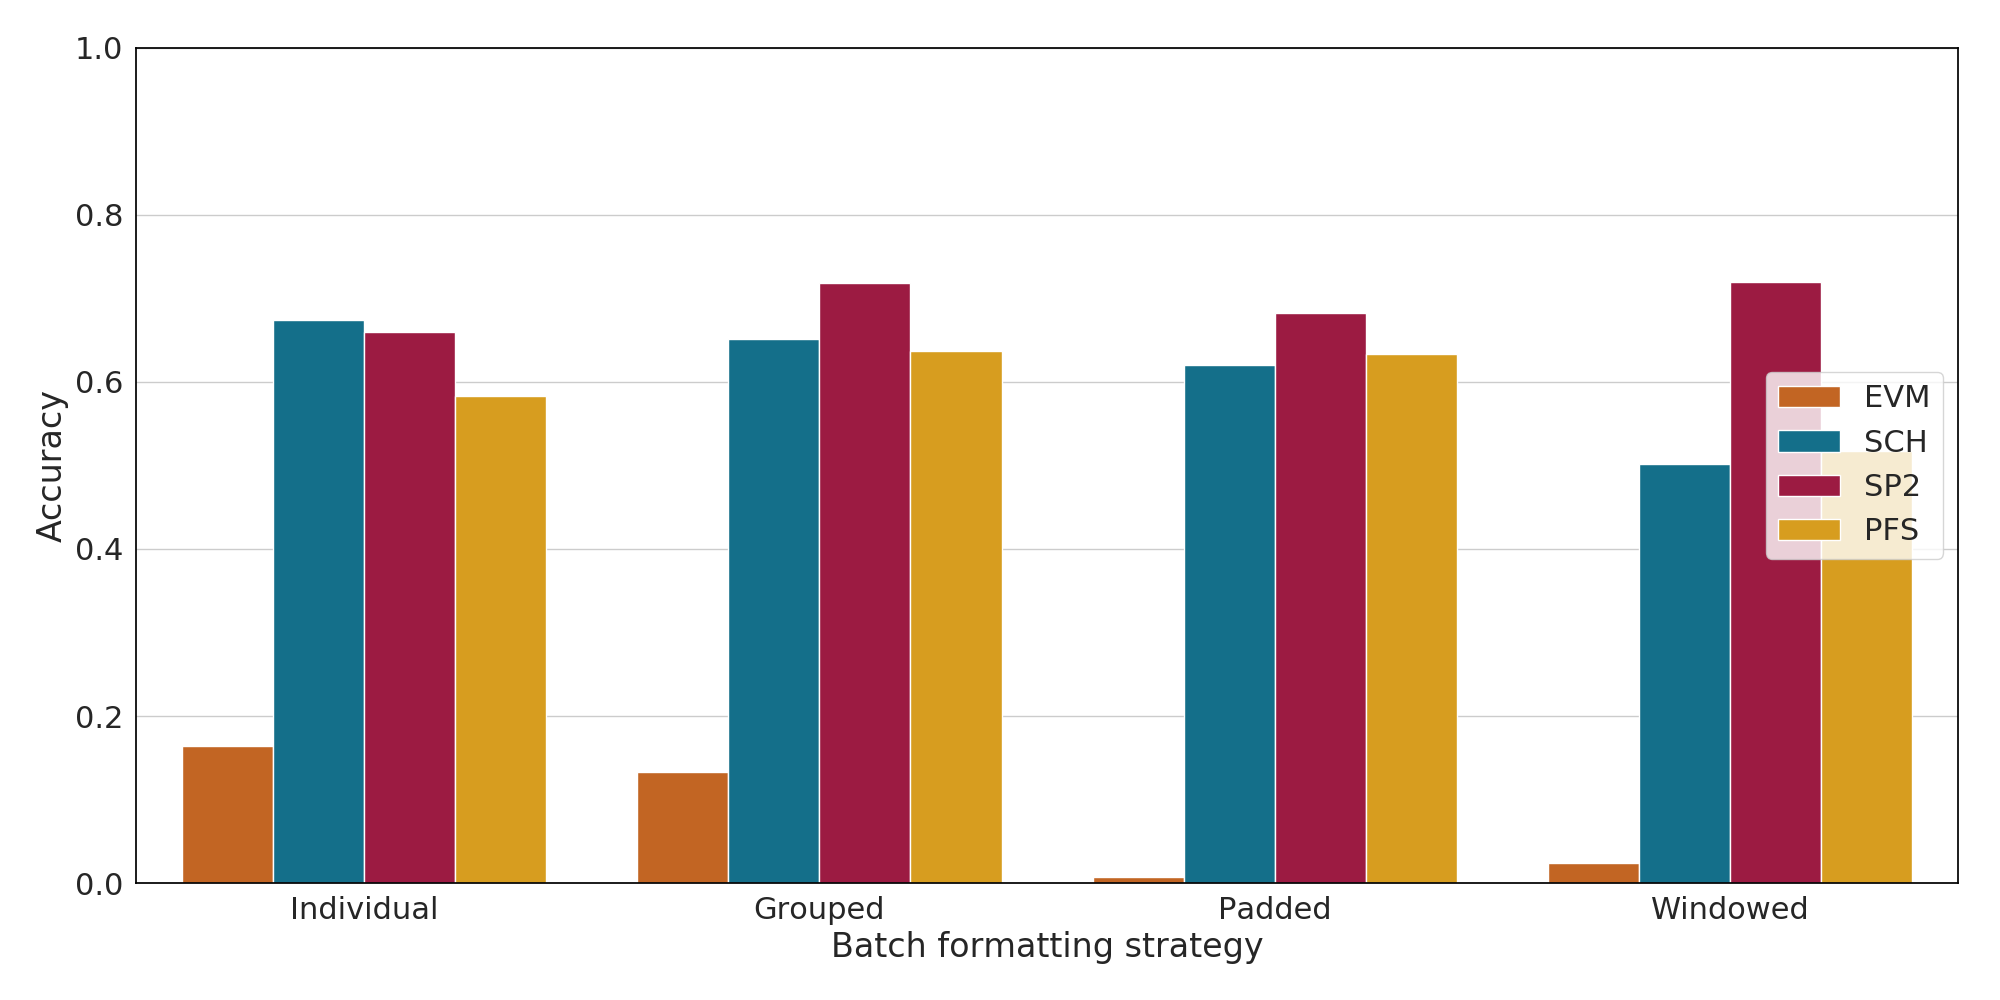 1.0
0.8
0.6
0.4
0.2
0.0
Accuracy
EVM
SCH
SP2
PFS
Individual Grouped Padded Windowed
Batch formatting strategy